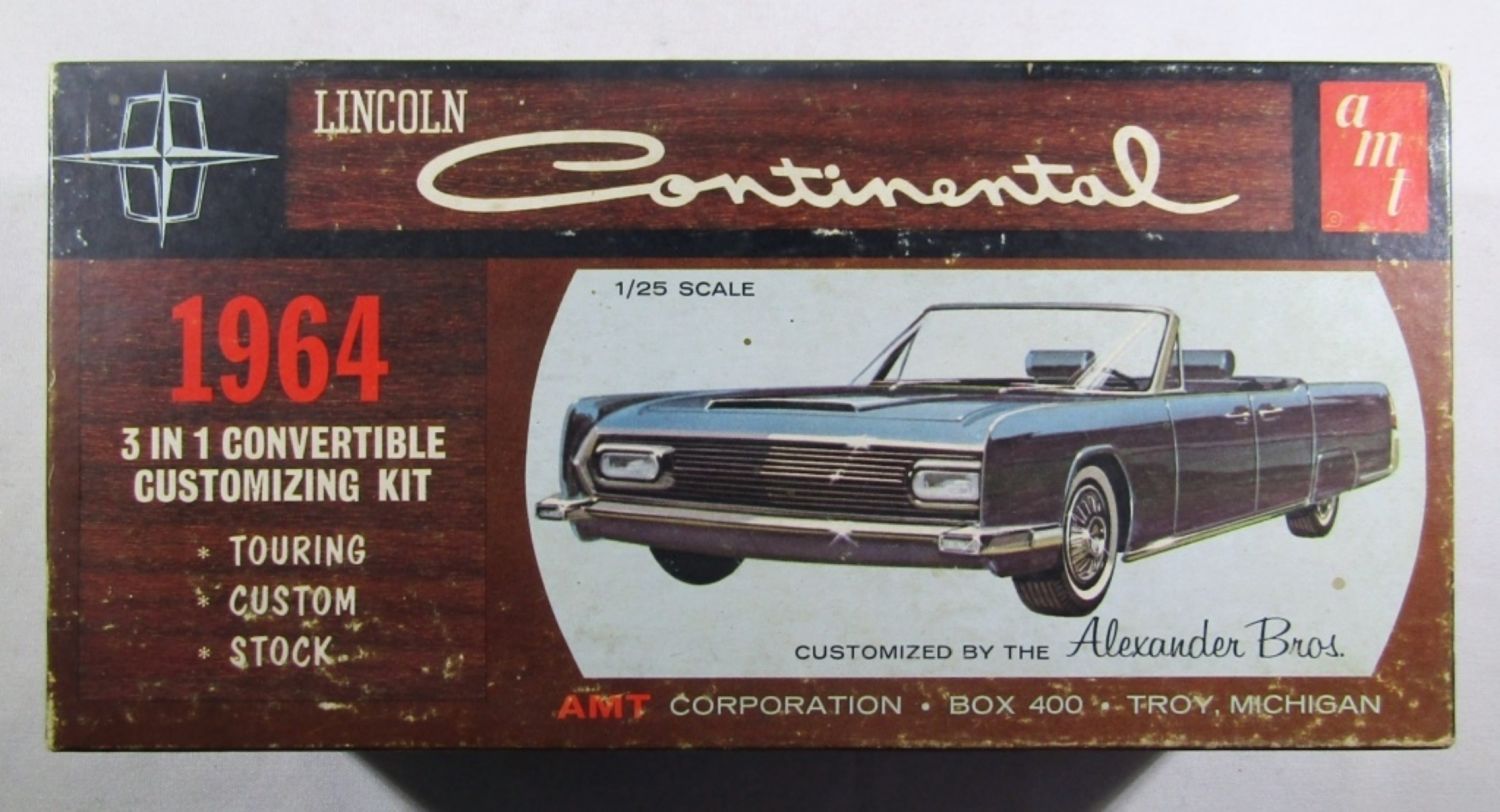 LINCOLN
Continental
amt
©
1964
3 IN 1 CONVERTIBLE
CUSTOMIZING KIT
* TOURING
* CUSTOM
* STOCK
1/25 SCALE
CUSTOMIZED BY THE Alexander Bros.
AMT CORPORATION • BOX 400 • TROY, MICHIGAN